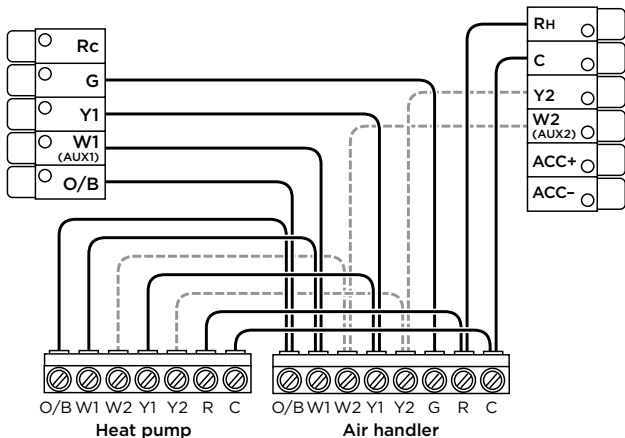 Rc
G
Y1
W1
(AUX1)
O/B
RH
C
Y2
W2
(AUX2)
ACC+
ACC-
O/B W1 W2 Y1 Y2 R C
Heat pump
O/B W1 W2 Y1 Y2 G R C
Air handler